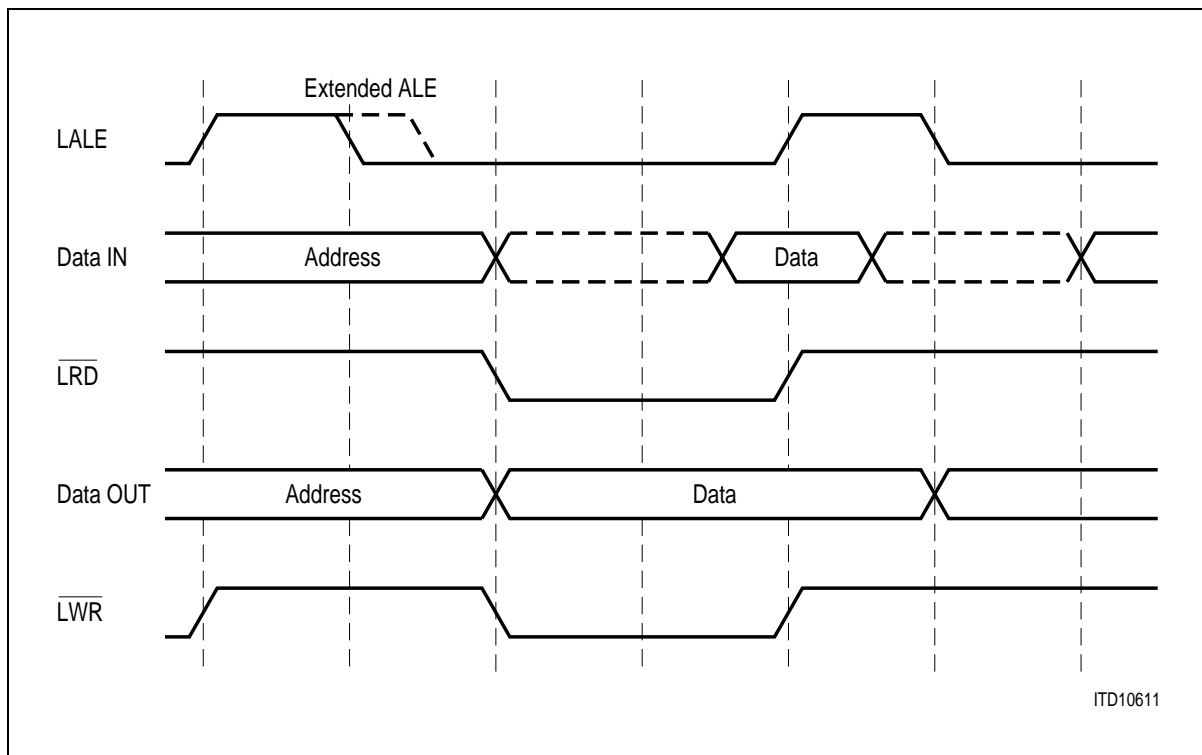 Extended ALE
LALE
Data IN
Address
Data
LRD
Data OUT
Address
Data
LWR
ITD10611